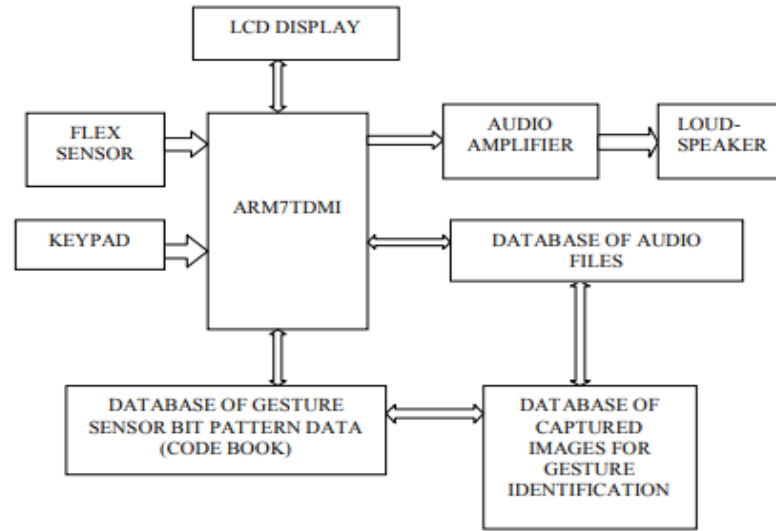 LCD DISPLAY
FLEX
SENSOR
AUDIO
AMPLIFIER
LOUD-
SPEAKER
ARM7TDMI
KEYPAD
DATABASE OF AUDIO
FILES
DATABASE OF GESTURE
SENSOR BIT PATTERN DATA
(CODE BOOK)
DATABASE OF
CAPTURED
IMAGES FOR
GESTURE
IDENTIFICATION